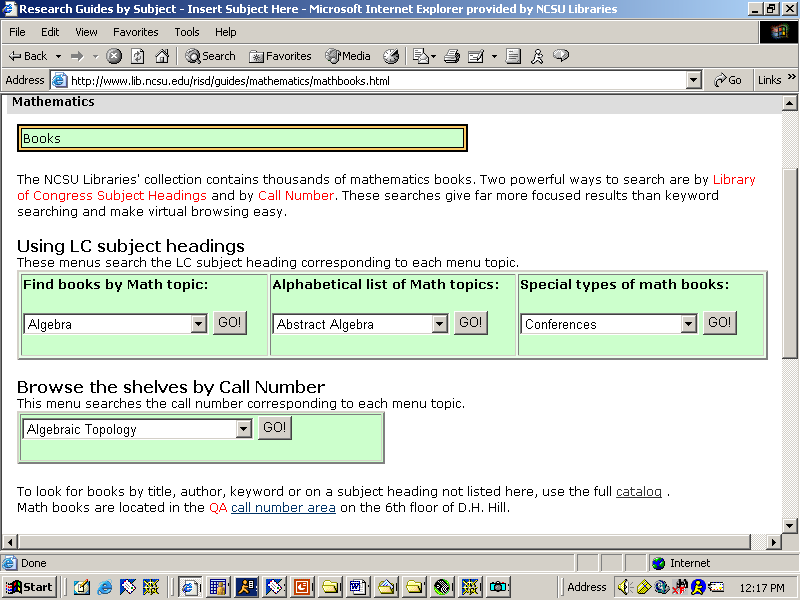 Research Guides by Subject - Insert Subject Here - Microsoft Internet Explorer provided by NCSU Libraries
File Edit View Favorites Tools Help
Back Search Favorites Media
Address http://www.lib.ncsu.edu/risd/guides/mathematics/mathbooks.html Go Links »
Mathematics
Books
The NCSU Libraries' collection contains thousands of mathematics books. Two powerful ways to search are by Library
of Congress Subject Headings and by Call Number. These searches give far more focused results than keyword
searching and make virtual browsing easy.
Using LC subject headings
These menus search the LC subject heading corresponding to each menu topic.
Find books by Math topic: Alphabetical list of Math topics: Special types of math books:
Algebra GO! Abstract Algebra GO! Conferences GO!
Browse the shelves by Call Number
This menu searches the call number corresponding to each menu topic.
Algebraic Topology GO!
To look for books by title, author, keyword or on a subject heading not listed here, use the full catalog .
Math books are located in the QA call number area on the 6th floor of D.H. Hill.
Done Internet
Start Address 12:17 PM